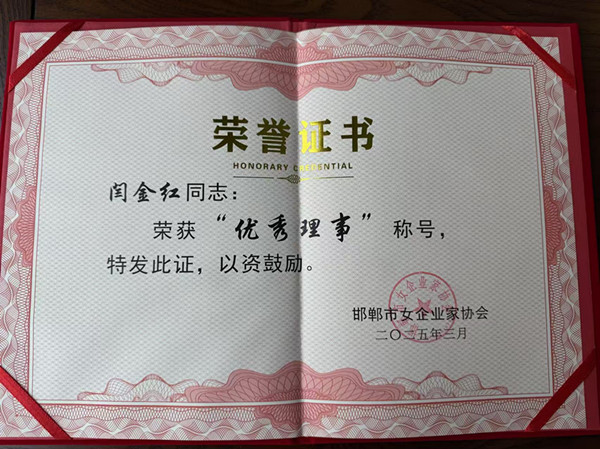 荣誉证书
HONORARY CREDENTIAL
闫金红同志：
荣获“优秀理事”称号，
特发此证，以资鼓励。
邯郸市女企业家协会
二〇二五年三月